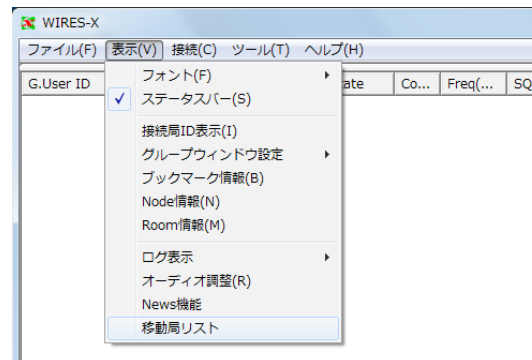 WIRES-X
ファイル(F) 表示(V) 接続(C) ツール(T) ヘルプ(H)
G.User ID ate Co... Freq(... SQ
フォント(F)
ステータスバー(S)
接続局ID表示(I)
グループウィンドウ設定
ブックマーク情報(B)
Node情報(N)
Room情報(M)
ログ表示
オーディオ調整(R)
News機能
移動局リスト